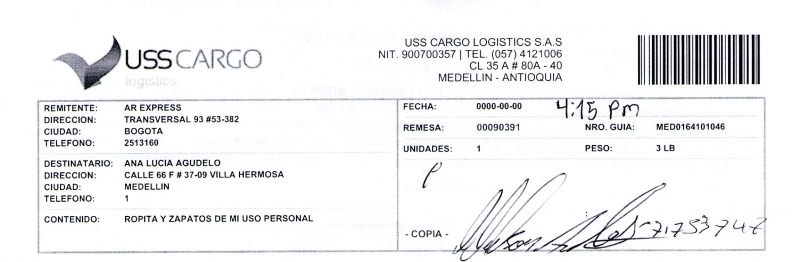 USS CARGO
logistics
USS CARGO LOGISTICS S.A.S
NIT. 900700357 | TEL. (057) 4121006
CL 35 A # 80A - 40
MEDELLIN - ANTIOQUIA
REMITENTE: AR EXPRESS
DIRECCION: TRANSVERSAL 93 #53-382
CIUDAD: BOGOTA
TELEFONO: 2513160
DESTINATARIO: ANA LUCIA AGUDELO
DIRECCION: CALLE 66 F # 37-09 VILLA HERMOSA
CIUDAD: MEDELLIN
TELEFONO: 1
CONTENIDO: ROPITA Y ZAPATOS DE MI USO PERSONAL
FECHA: 0000-00-00 4:15 pm
REMESA: 00090391 NRO. GUIA: MED0164101046
UNIDADES: 1 PESO: 3 LB
- COPIA - 71753747